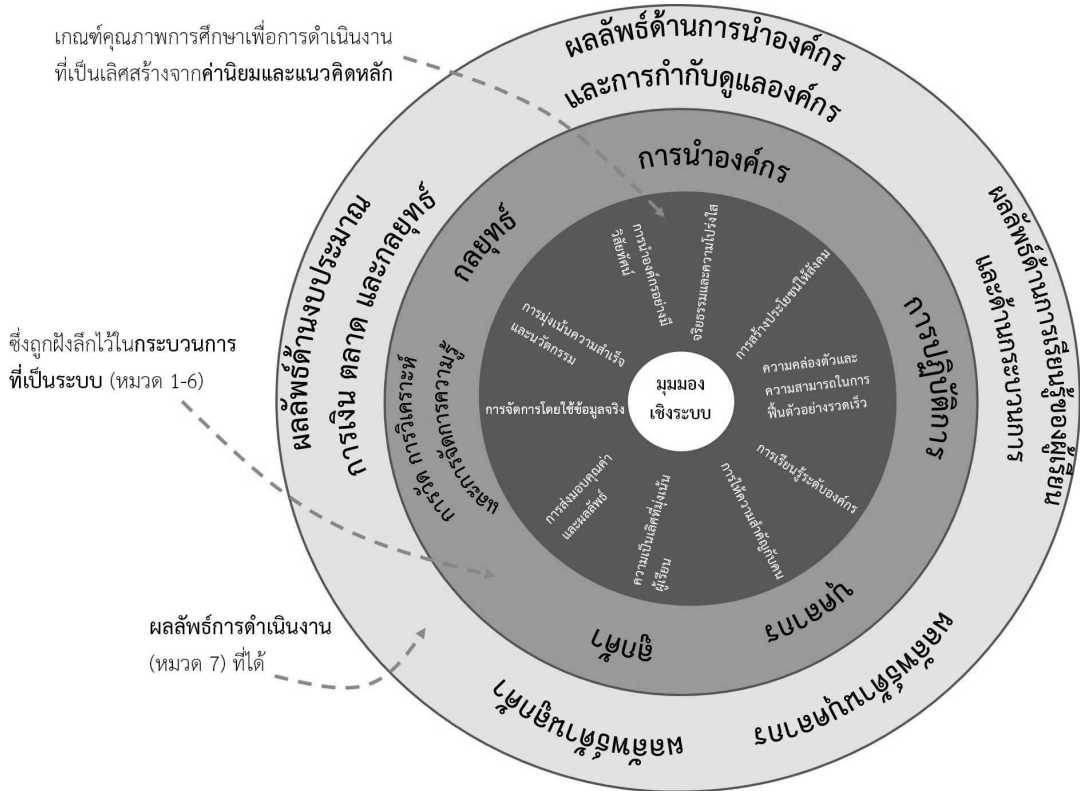 เกณฑ์คุณภาพการศึกษาเพื่อการดำเนินงาน
ที่เป็นเลิศสร้างจากค่านิยมและแนวคิดหลัก
ซึ่งถูกฝังลึกไว้ในกระบวนการ
ที่เป็นระบบ (หมวด 1-6)
ผลลัพธ์การดำเนินงาน
(หมวด 7) ที่ได้
ผลลัพธ์ด้านการนำองค์กร
และการกำกับดูแลองค์กร
ผลลัพธ์ด้านการเรียนรู้ของผู้เรียน
และด้านกระบวนการ
ผลลัพธ์ด้านบุคลากร
ผลลัพธ์ด้านลูกค้า
ผลลัพธ์ด้านงบประมาณ
การเงิน ตลาด และกลยุทธ์
การนำองค์กร
การปฏิบัติการ
บุคลากร
ลูกค้า
การวัด การวิเคราะห์
และการจัดการความรู้
กลยุทธ์
การนำองค์กรอย่างมี
วิสัยทัศน์
จริยธรรมและความโปร่งใส
การสร้างประโยชน์ให้สังคม
ความคล่องตัวและ
ความสามารถในการ
ฟื้นตัวอย่างรวดเร็ว
การเรียนรู้ระดับองค์กร
การให้ความสำคัญกับคน
ความเป็นเลิศที่มุ่งเน้น
ผู้เรียน
การส่งมอบคุณค่า
และผลลัพธ์
การจัดการโดยใช้ข้อมูลจริง
การมุ่งเน้นความสำเร็จ
และนวัตกรรม
มุมมอง
เชิงระบบ